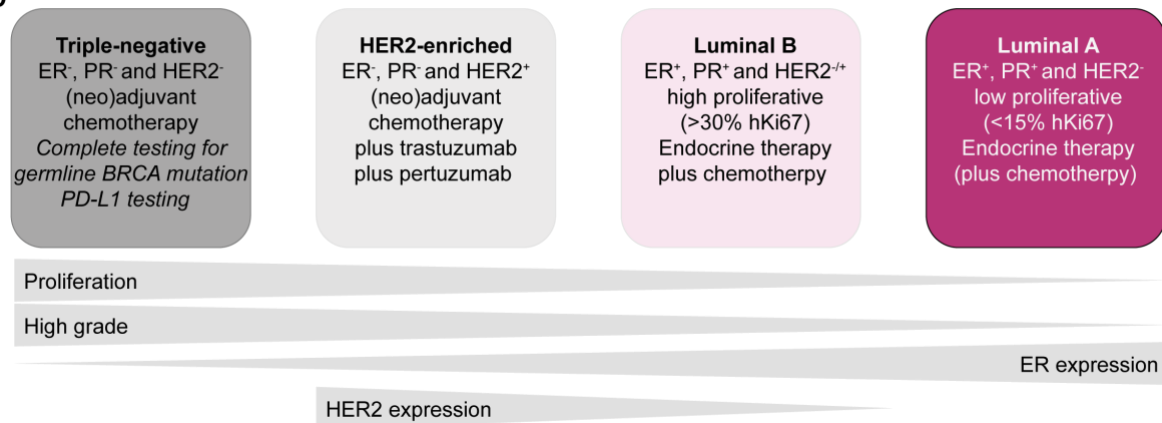 Triple-negative
ER⁻, PR⁻ and HER2⁻
(neo)adjuvant
chemotherapy
Complete testing for
germline BRCA mutation
PD-L1 testing
HER2-enriched
ER⁻, PR⁻ and HER2⁺
(neo)adjuvant
chemotherapy
plus trastuzumab
plus pertuzumab
Luminal B
ER⁺, PR⁺ and HER2⁻/⁺
high proliferative
(>30% hKi67)
Endocrine therapy
plus chemotherpy
Luminal A
ER⁺, PR⁺ and HER2⁻
low proliferative
(<15% hKi67)
Endocrine therapy
(plus chemotherpy)
Proliferation
High grade
ER expression
HER2 expression